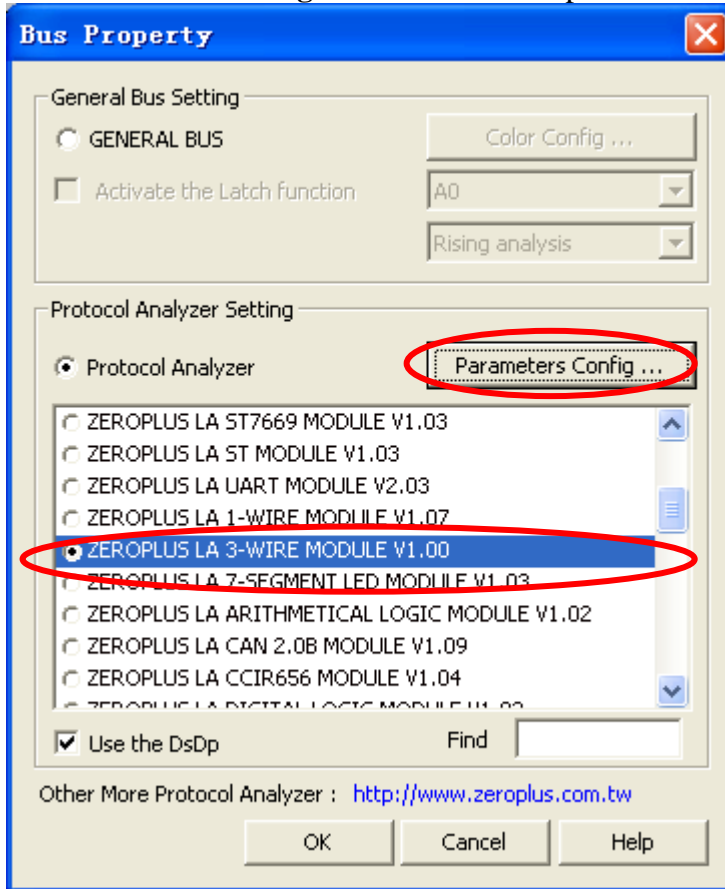 Bus Property
General Bus Setting
GENERAL BUS
Color Config ...
Activate the Latch function
A0
Rising analysis
Protocol Analyzer Setting
Protocol Analyzer
Parameters Config ...
ZEROPLUS LA ST7669 MODULE V1.03
ZEROPLUS LA ST MODULE V1.03
ZEROPLUS LA UART MODULE V2.03
ZEROPLUS LA 1-WIRE MODULE V1.07
ZEROPLUS LA 3-WIRE MODULE V1.00
ZEROPLUS LA 7-SEGMENT LED MODULE V1.03
ZEROPLUS LA ARITHMETICAL LOGIC MODULE V1.02
ZEROPLUS LA CAN 2.0B MODULE V1.09
ZEROPLUS LA CCIR656 MODULE V1.04
ZEROPLUS LA DIGITAL LOGIC MODULE
Use the DsDp
Find
Other More Protocol Analyzer : http://www.zeroplus.com.tw
OK
Cancel
Help